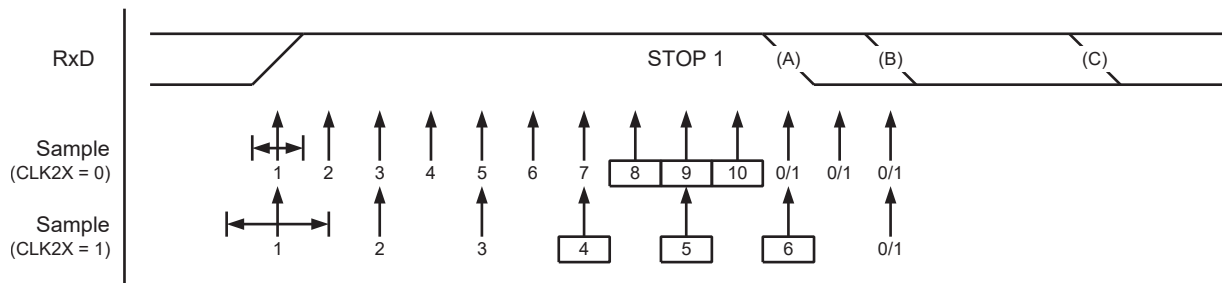 RxD STOP 1 (A) (B) (C)
Sample
(CLK2X = 0)
1 2 3 4 5 6 7 8 9 10 0/1 0/1 0/1
Sample
(CLK2X = 1)
1 2 3 4 5 6 0/1